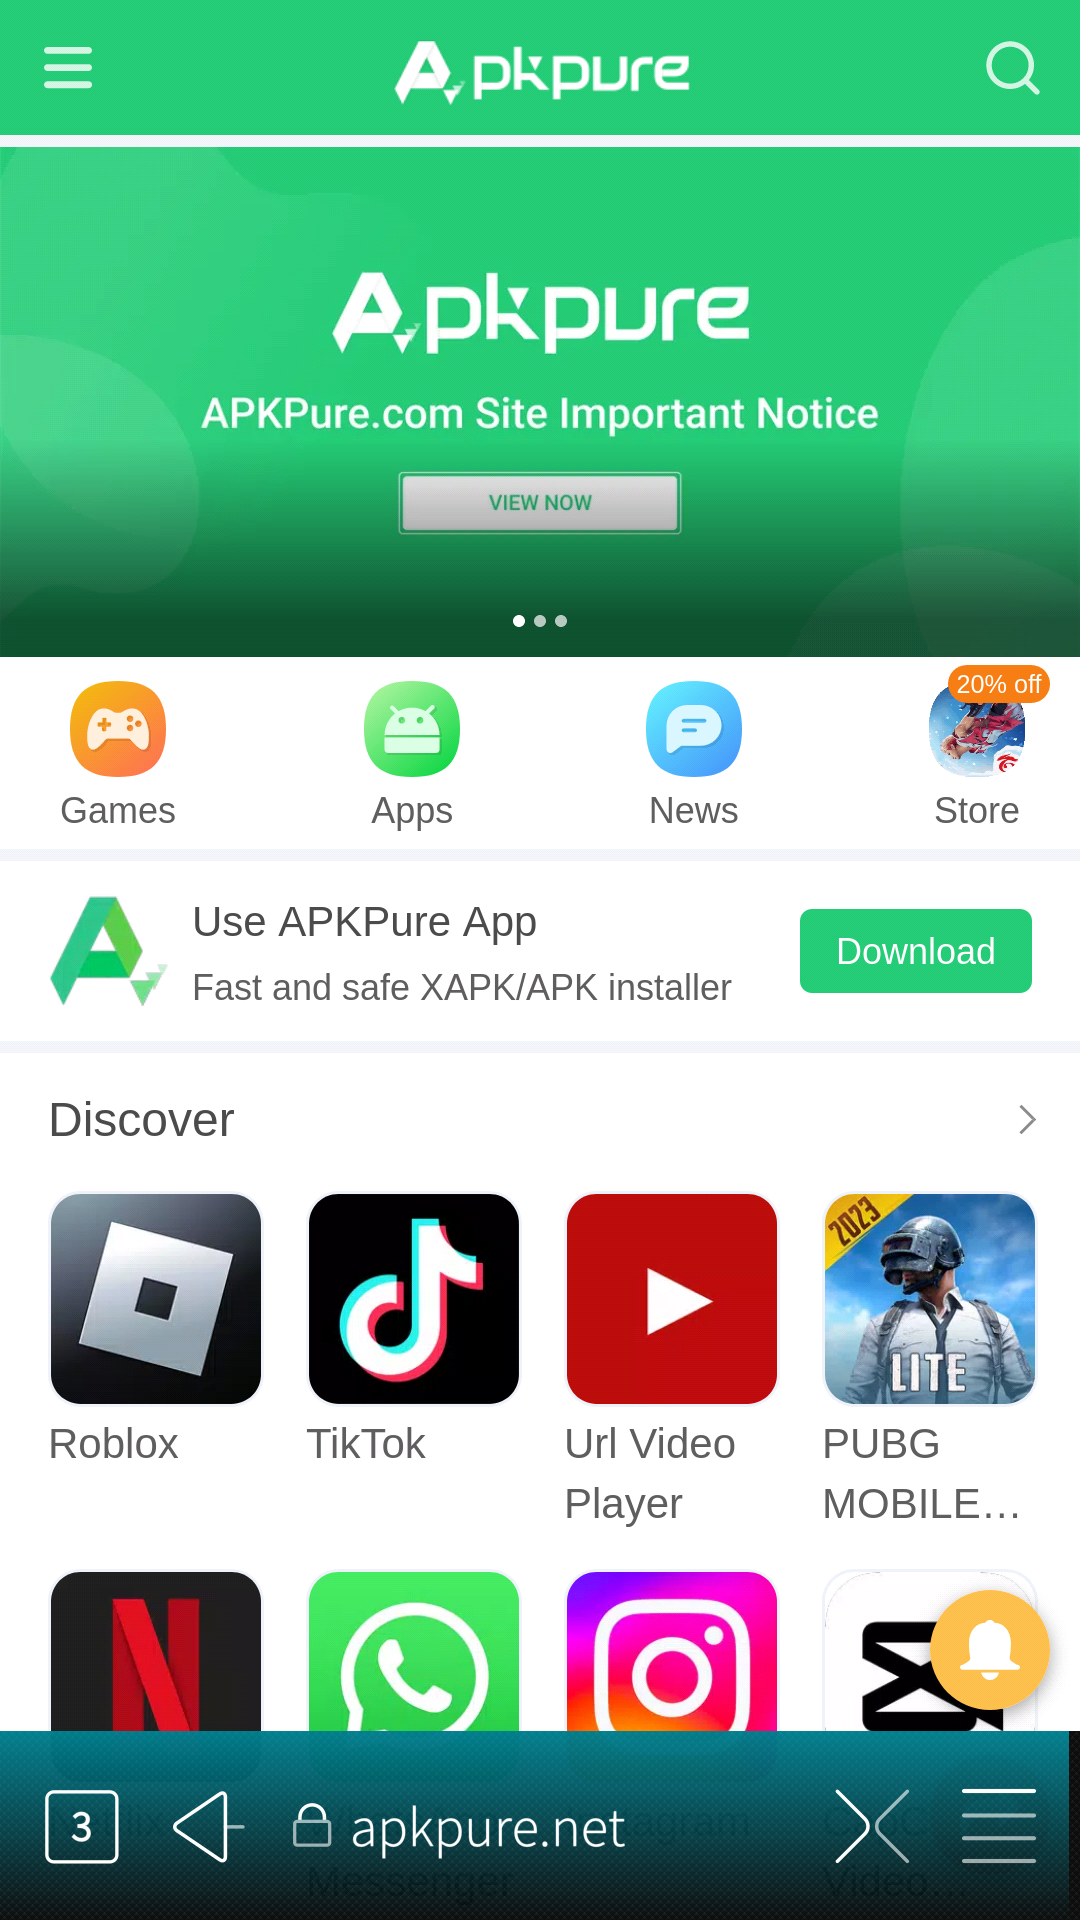 Apkpure
Apkpure
APKPure.com Site Important Notice
VIEW NOW
20% off
Games
Apps
News
Store
Use APKPure App
Fast and safe XAPK/APK installer
Download
Discover
2023
LITE
Roblox
TikTok
Url Video
Player
PUBG
MOBILE…
3
apkpure.net
Messenger
Video…